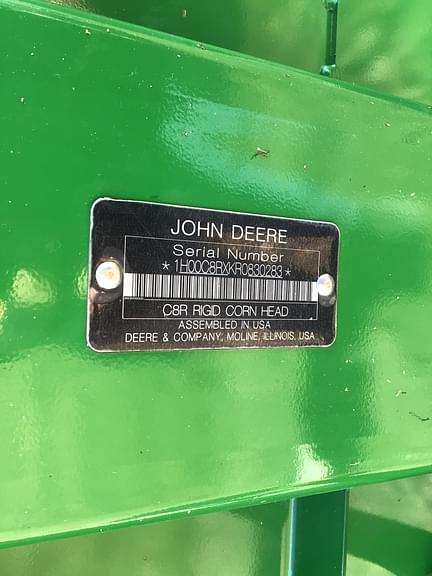 JOHN DEERE
Serial Number
*1H00C8RXKR0830283*
C8R RIGID CORN HEAD
ASSEMBLED IN USA
DEERE & COMPANY, MOLINE, ILLINOIS, USA